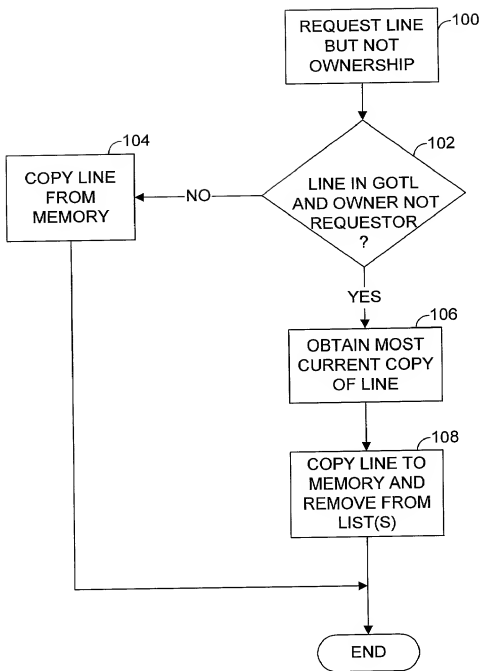 REQUEST LINE
BUT NOT
OWNERSHIP
100
102
LINE IN GOTL
AND OWNER NOT
REQUESTOR
?
NO
104
COPY LINE
FROM
MEMORY
YES
106
OBTAIN MOST
CURRENT COPY
OF LINE
108
COPY LINE TO
MEMORY AND
REMOVE FROM
LIST(S)
END